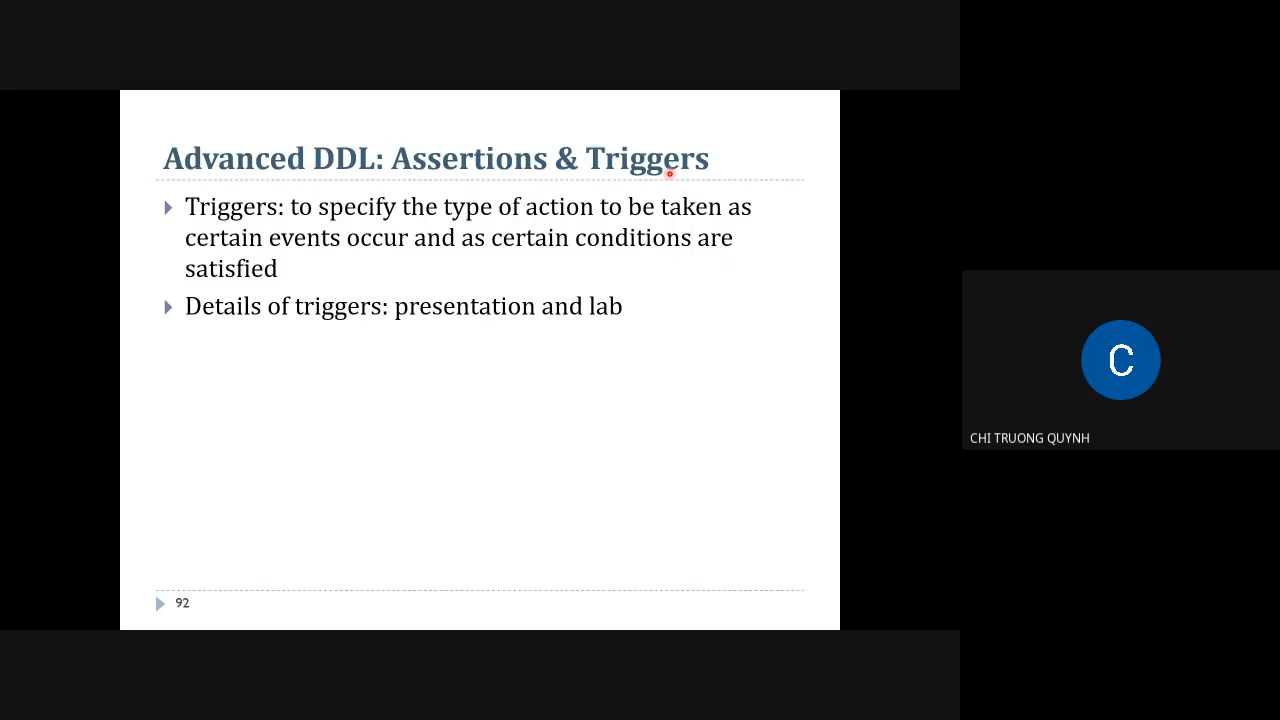 Advanced DDL: Assertions & Triggers
Triggers: to specify the type of action to be taken as
certain events occur and as certain conditions are
satisfied
Details of triggers: presentation and lab
92
C
CHI TRUONG QUYNH